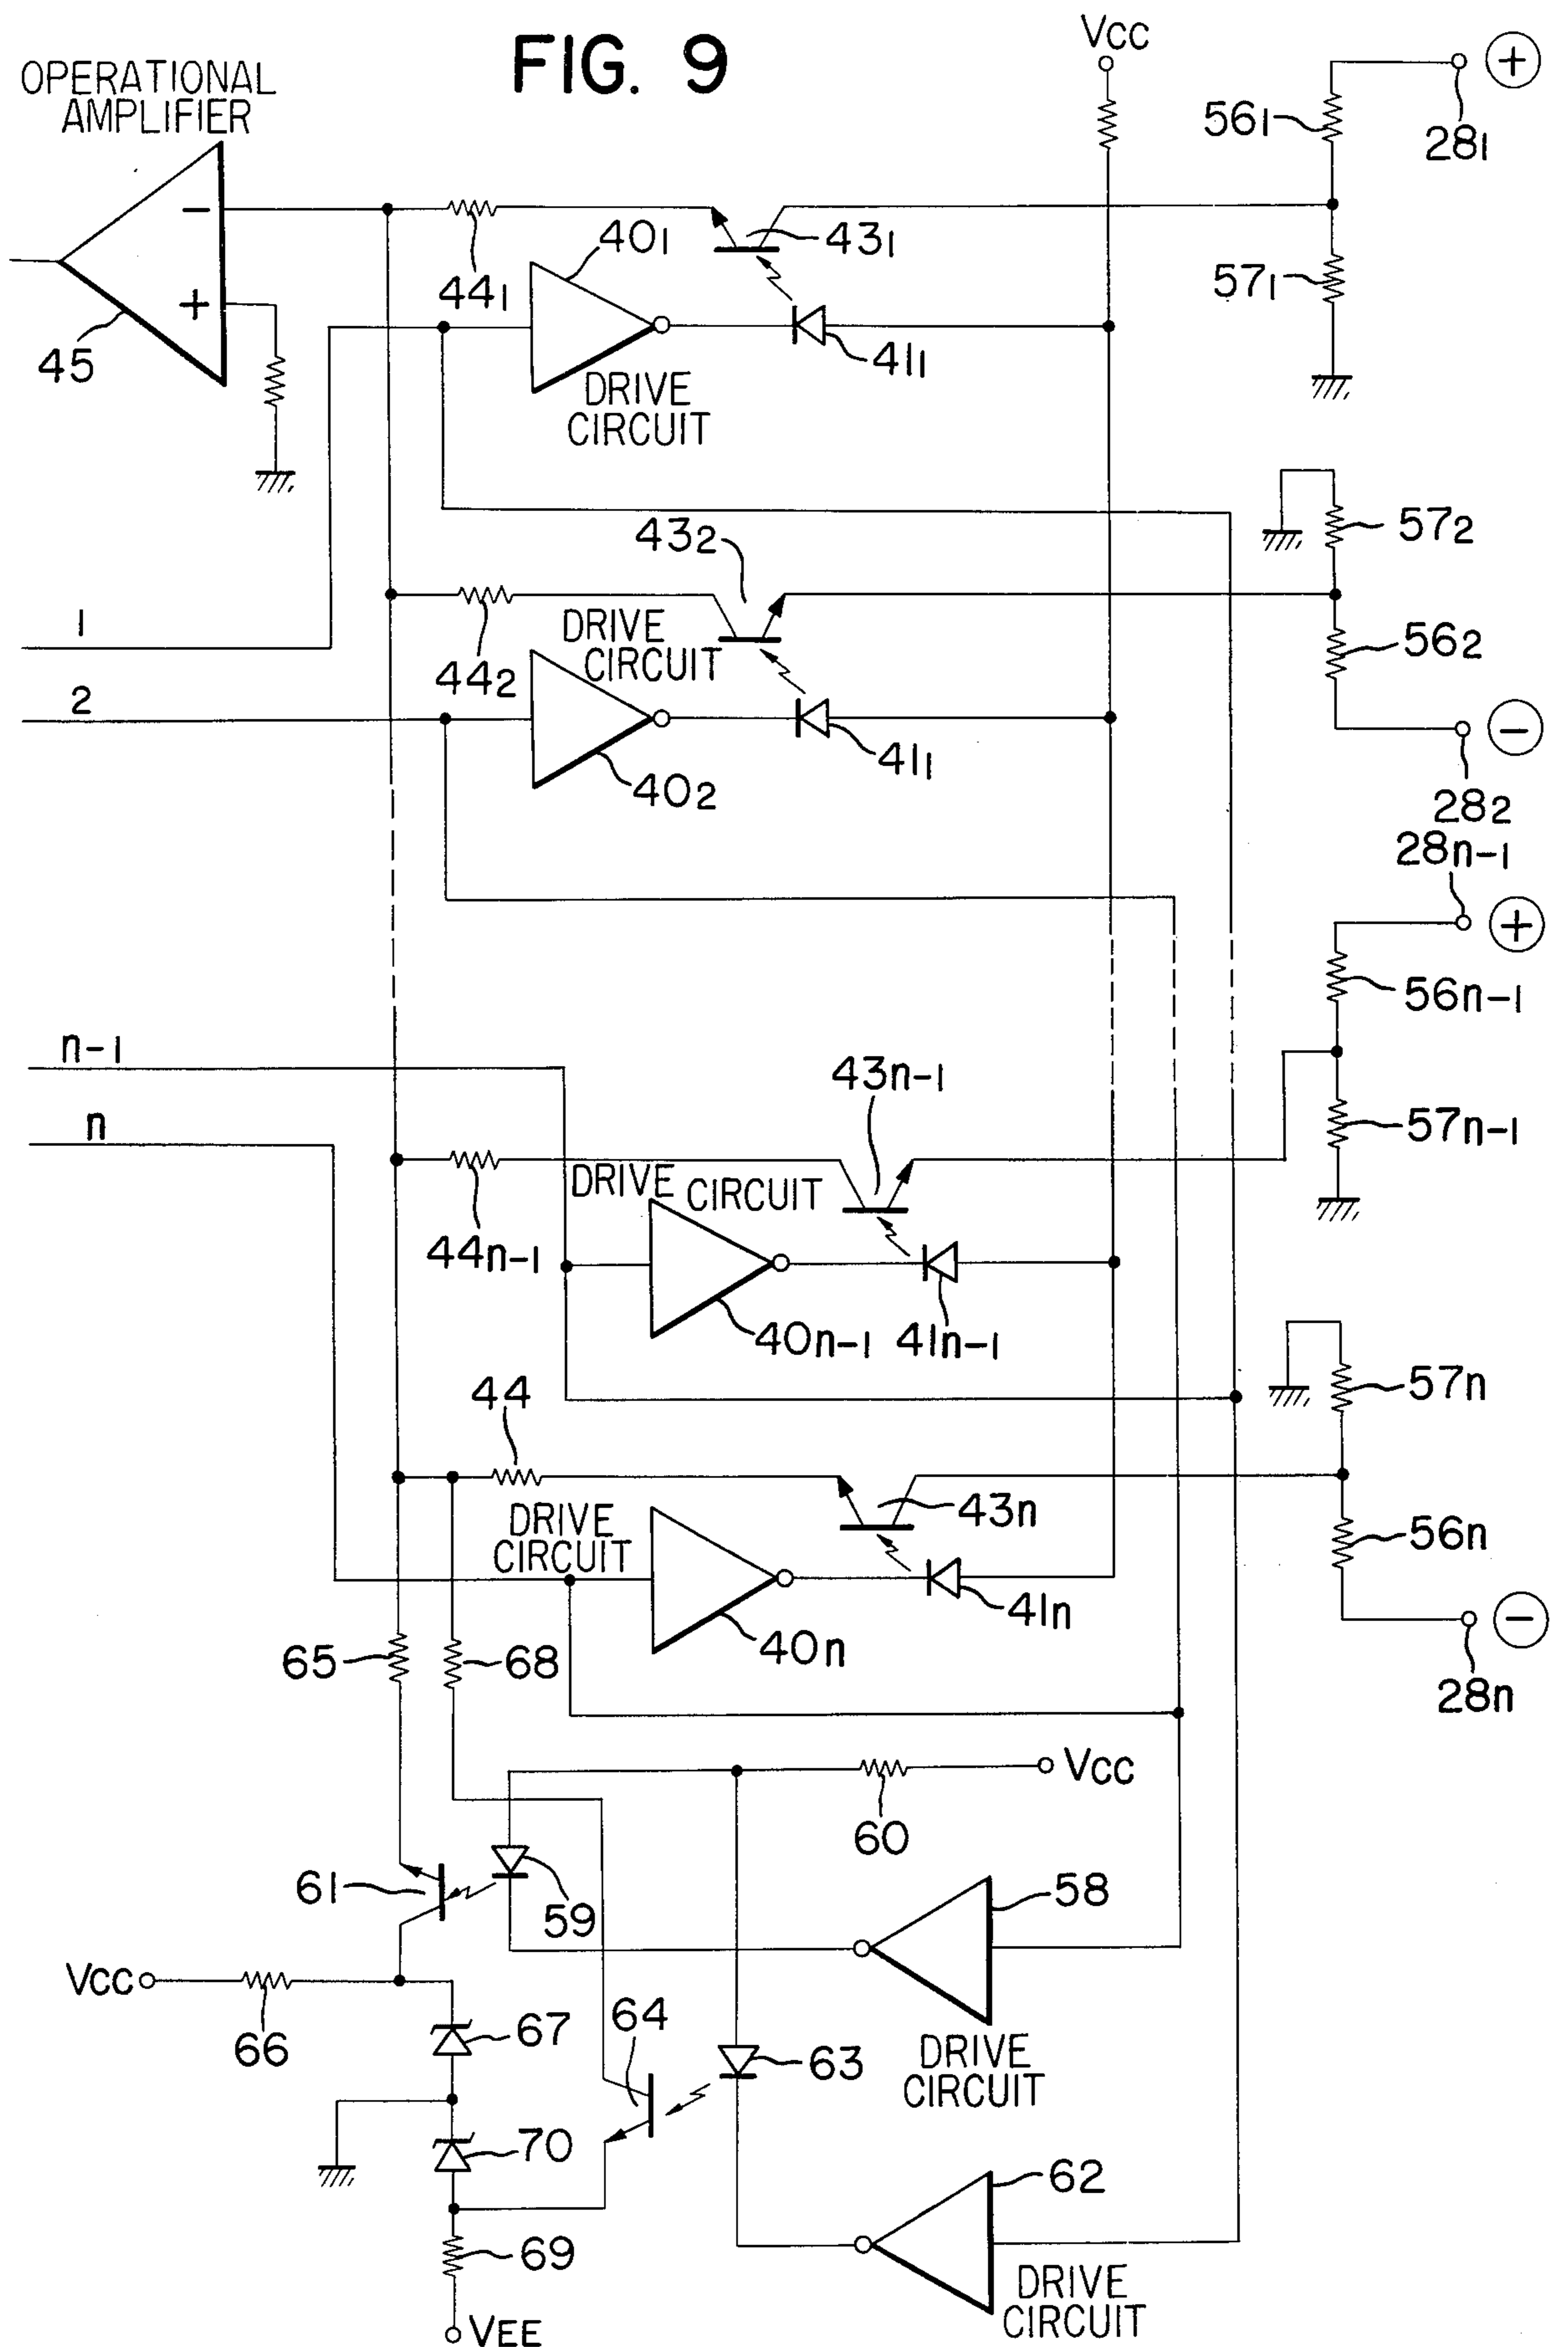 FIG. 9
VCC
OPERATIONAL
AMPLIFIER
+
56₁
28₁
−
43₁
40₁
44₁
57₁
+
45
41₁
DRIVE
CIRCUIT
57₂
43₂
1
DRIVE
CIRCUIT
56₂
44₂
2
−
41₁
40₂
28₂
28n-1
+
56n-1
n-1
43n-1
n
57n-1
DRIVE CIRCUIT
44n-1
40n-1
41n-1
57n
44
43n
DRIVE
CIRCUIT
56n
41n
−
40n
65
68
28n
VCC
60
61
59
58
VCC
66
67
64
63
DRIVE
CIRCUIT
70
62
69
DRIVE
CIRCUIT
VEE